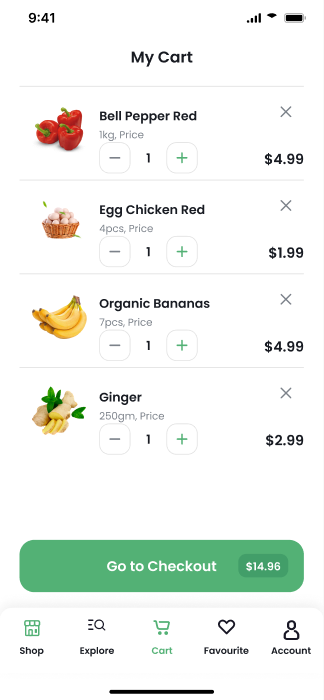 9:41
My Cart
Bell Pepper Red
1kg, Price
1
$4.99
Egg Chicken Red
4pcs, Price
1
$1.99
Organic Bananas
7pcs, Price
1
$4.99
Ginger
250gm, Price
1
$2.99
Go to Checkout $14.96
Shop Explore Cart Favourite Account